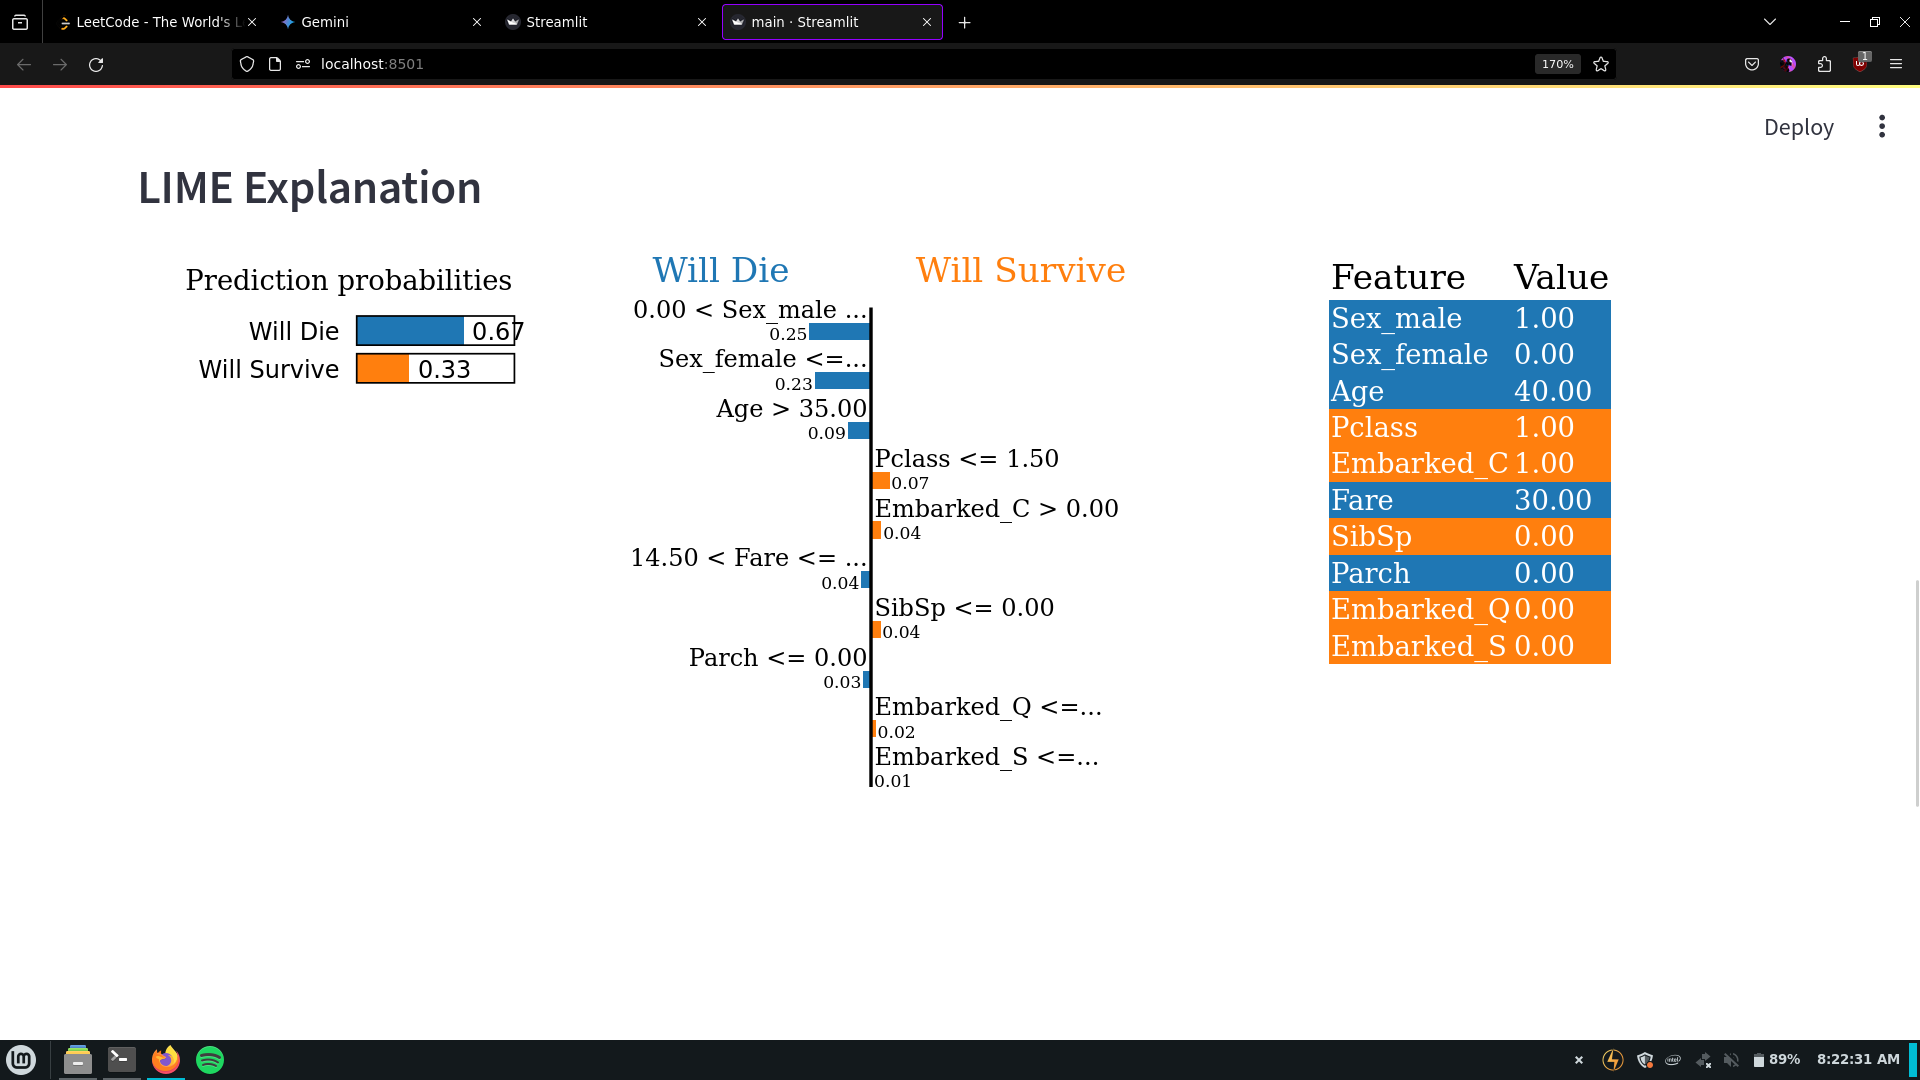 LeetCode - The World's L
Gemini
Streamlit
main · Streamlit
localhost:8501
170%
1
Deploy
LIME Explanation
Prediction probabilities
Will Die 0.67
Will Survive 0.33
Will Die Will Survive
0.00 < Sex_male ...
0.25
Sex_female <=...
0.23
Age > 35.00
0.09
Pclass <= 1.50
0.07
Embarked_C > 0.00
0.04
14.50 < Fare <= ...
0.04
SibSp <= 0.00
0.04
Parch <= 0.00
0.03
Embarked_Q <=...
0.02
Embarked_S <=...
0.01
Feature Value
Sex_male 1.00
Sex_female 0.00
Age 40.00
Pclass 1.00
Embarked_C 1.00
Fare 30.00
SibSp 0.00
Parch 0.00
Embarked_Q 0.00
Embarked_S 0.00
89%
8:22:31 AM